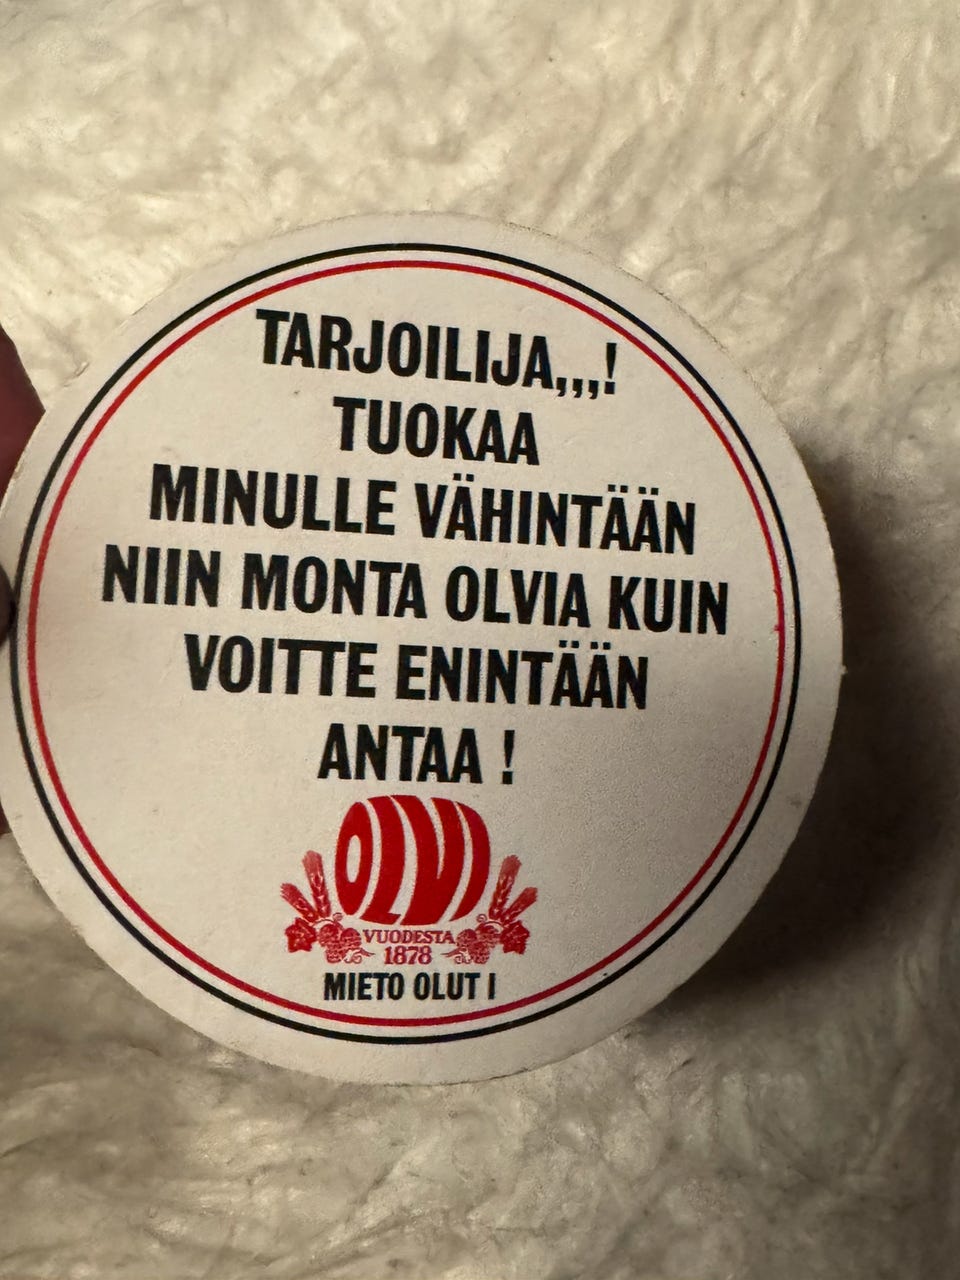 TARJOILIJA,,,!
TUOKAA
MINULLE VÄHINTÄÄN
NIIN MONTA OLVIA KUIN
VOITTE ENINTÄÄN
ANTAA !
OLVI
VUODESTA
1878
MIETO OLUT I